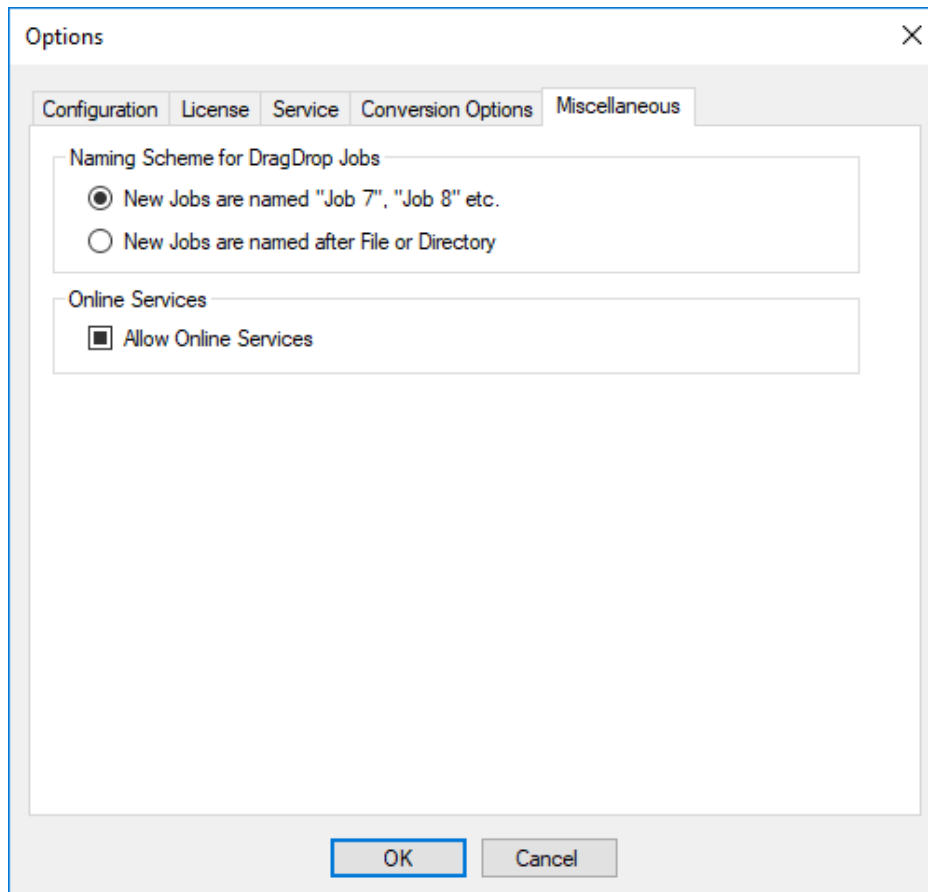 Options
Configuration License Service Conversion Options Miscellaneous
Naming Scheme for DragDrop Jobs
New Jobs are named "Job 7", "Job 8" etc.
New Jobs are named after File or Directory
Online Services
Allow Online Services
OK Cancel